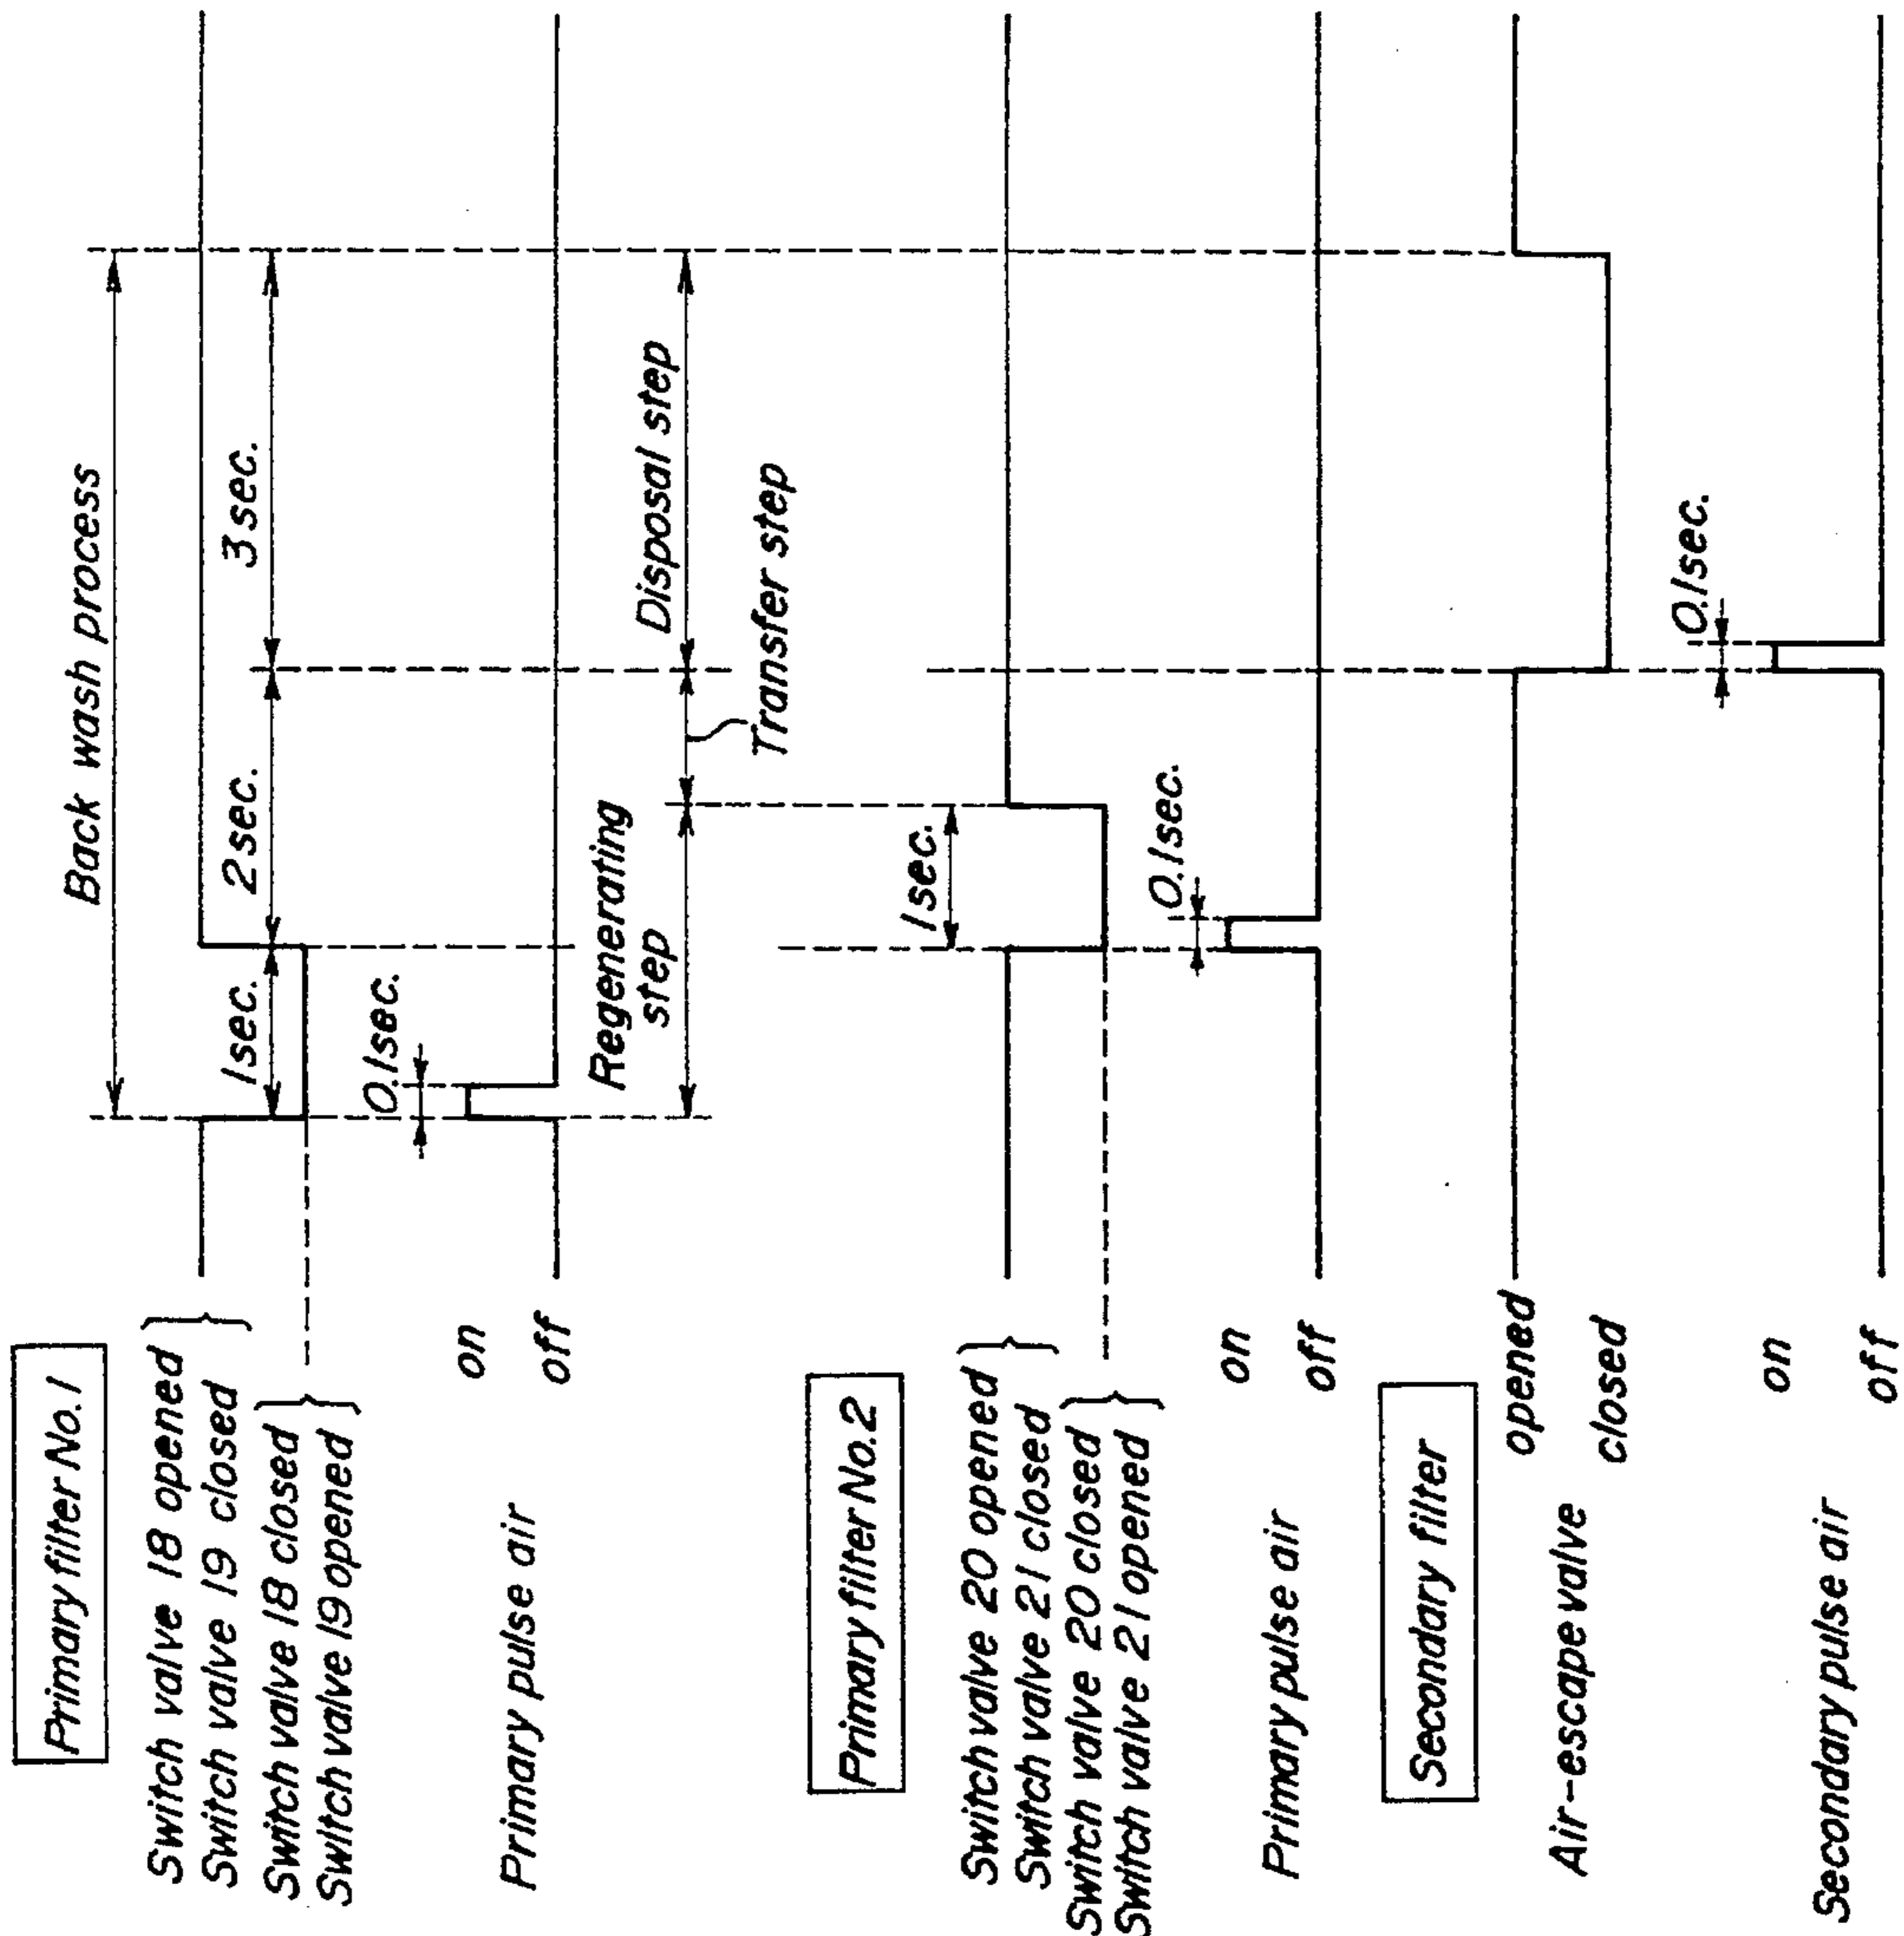 Primary filter No.1
Switch valve 18 opened
Switch valve 19 closed
Switch valve 18 closed
Switch valve 19 opened
Back wash process
1sec.
2sec.
3sec.
on
off
Primary pulse air
0.1sec.
Regenerating
step
Transfer step
Disposal step
Primary filter No.2
Switch valve 20 opened
Switch valve 21 closed
Switch valve 20 closed
Switch valve 21 opened
1sec.
on
off
Primary pulse air
0.1sec.
Secondary filter
opened
closed
Air-escape valve
on
off
Secondary pulse air
0.1sec.